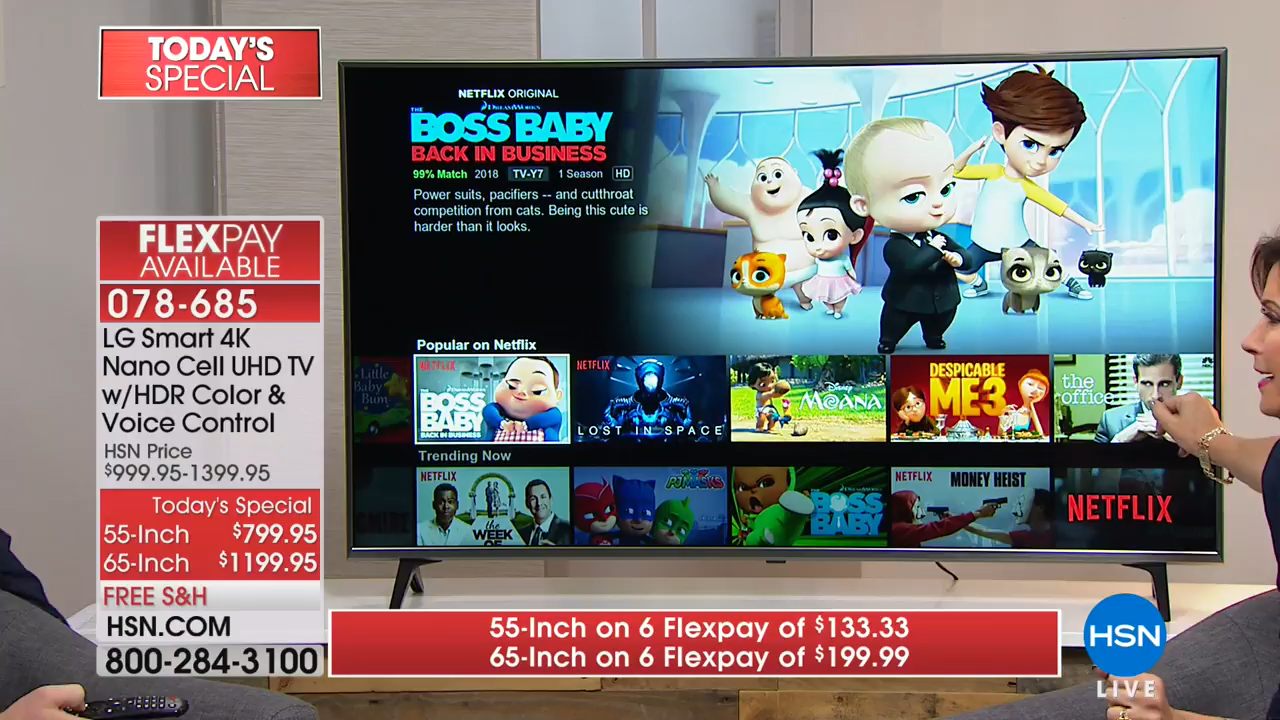 TODAY'S
SPECIAL
FLEXPAY
AVAILABLE
078-685
LG Smart 4K
Nano Cell UHD TV
w/HDR Color &
Voice Control
HSN Price
$999.95-1399.95
Today's Special
55-Inch $799.95
65-Inch $1199.95
FREE S&H
HSN.COM
800-284-3100
NETFLIX ORIGINAL
DREAMWORKS
THE
BOSS BABY
BACK IN BUSINESS
99% Match 2018 TV-Y7 1 Season HD
Power suits, pacifiers -- and cutthroat
competition from cats. Being this cute is
harder than it looks.
Popular on Netflix
Little
Baby
Bum
NETFLIX
BOSS
BABY
BACK IN BUSINESS
NETFLIX
LOST IN SPACE
Disney
MOANA
DESPICABLE
ME3
the
office
Trending Now
NETFLIX
the
WEEK
OF
PJ MASKS
BOSS
BABY
NETFLIX
MONEY HEIST
NETFLIX
55-Inch on 6 Flexpay of $133.33
65-Inch on 6 Flexpay of $199.99
HSN
LIVE